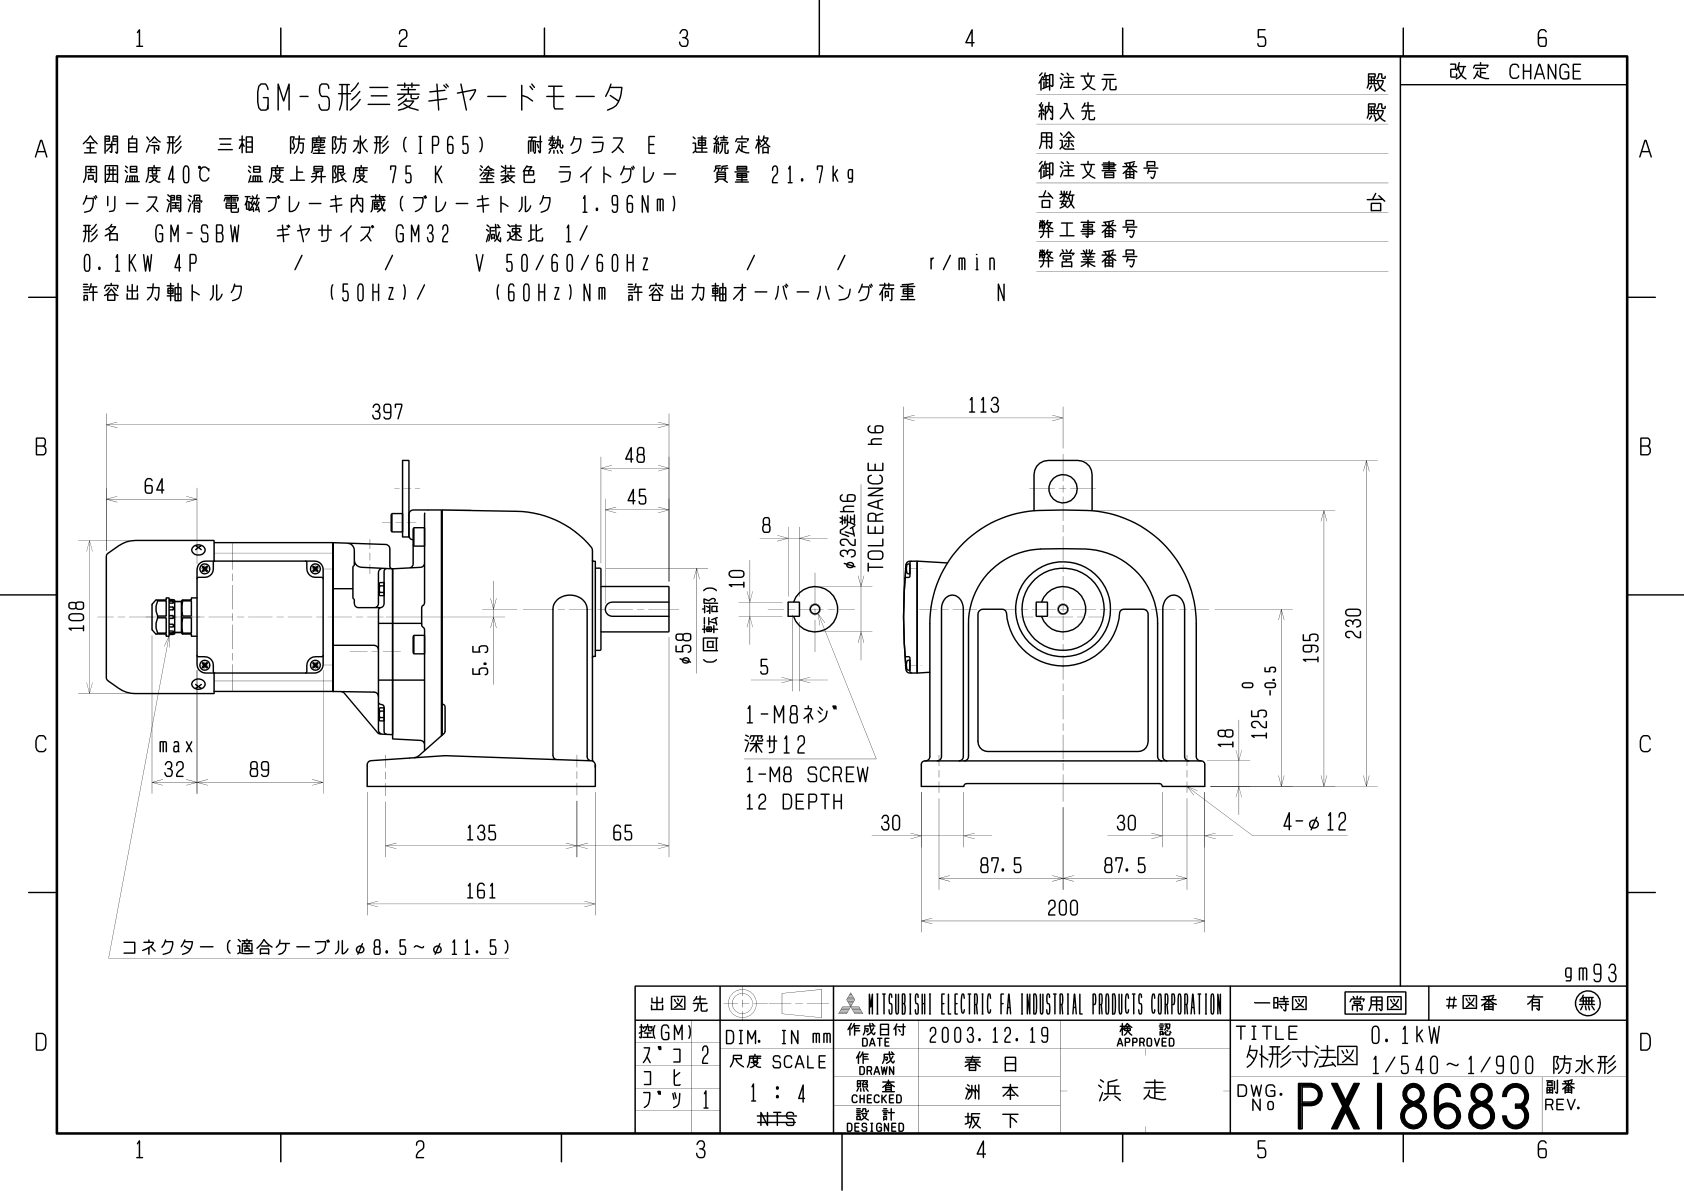 1 2 3 4 5 6
改定 CHANGE
GM-S形三菱ギヤードモータ
全閉自冷形 三相 防塵防水形(IP65) 耐熱クラス E 連続定格
周囲温度40℃ 温度上昇限度 75 K 塗装色 ライトグレー 質量 21.7kg
グリース潤滑 電磁ブレーキ内蔵(ブレーキトルク 1.96Nm)
形名 GM-SBW ギヤサイズ GM32 減速比 1/
0.1KW 4P / / V 50/60/60Hz / / r/min
許容出力軸トルク (50Hz)/ (60Hz)Nm 許容出力軸オーバーハング荷重 N
御注文元 殿
納入先 殿
用途
御注文書番号
台数 台
弊工事番号
弊営業番号
A A
B B
C C
D D
397
48
45
64
108
max
32
89
5.5
φ58
(回転部)
135
65
161
コネクター(適合ケーブルφ8.5~φ11.5)
8
10
5
φ32公差h6
TOLERANCE h6
1-M8ネジ
深サ12
1-M8 SCREW
12 DEPTH
113
230
195
125 0 -0.5
18
30
30
4-φ12
87.5
87.5
200
gm93
出図先
控(GM)
スﾞコ 2
コヒ
フﾞツ 1
DIM. IN mm
尺度 SCALE
1 : 4
NTS
MITSUBISHI ELECTRIC FA INDUSTRIAL PRODUCTS CORPORATION
作成日付 DATE 2003.12.19
検認 APPROVED
作成 DRAWN 春日
照査 CHECKED 洲本
設計 DESIGNED 坂下
浜走
一時図 常用図 #図番 有 無
TITLE 0.1kW
外形寸法図 1/540~1/900 防水形
DWG. No PX18683 副番 REV.
1 2 3 4 5 6